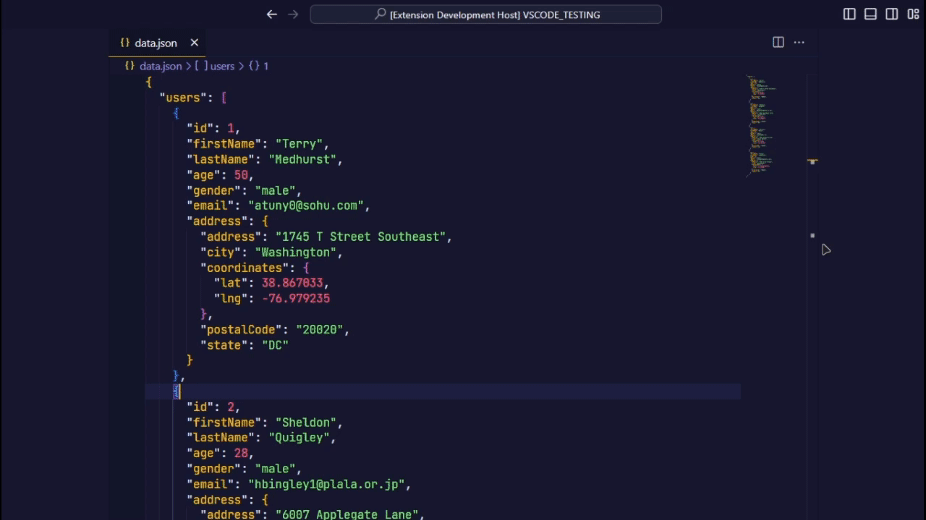 [Extension Development Host] VSCODE_TESTING
{} data.json
{} data.json > [ ] users > {} 1
{
"users": [
{
"id": 1,
"firstName": "Terry",
"lastName": "Medhurst",
"age": 50,
"gender": "male",
"email": "atuny0@sohu.com",
"address": {
"address": "1745 T Street Southeast",
"city": "Washington",
"coordinates": {
"lat": 38.867033,
"lng": -76.979235
},
"postalCode": "20020",
"state": "DC"
}
},
{
"id": 2,
"firstName": "Sheldon",
"lastName": "Quigley",
"age": 28,
"gender": "male",
"email": "hbingley1@plala.or.jp",
"address": {
"address": "6007 Applegate Lane",